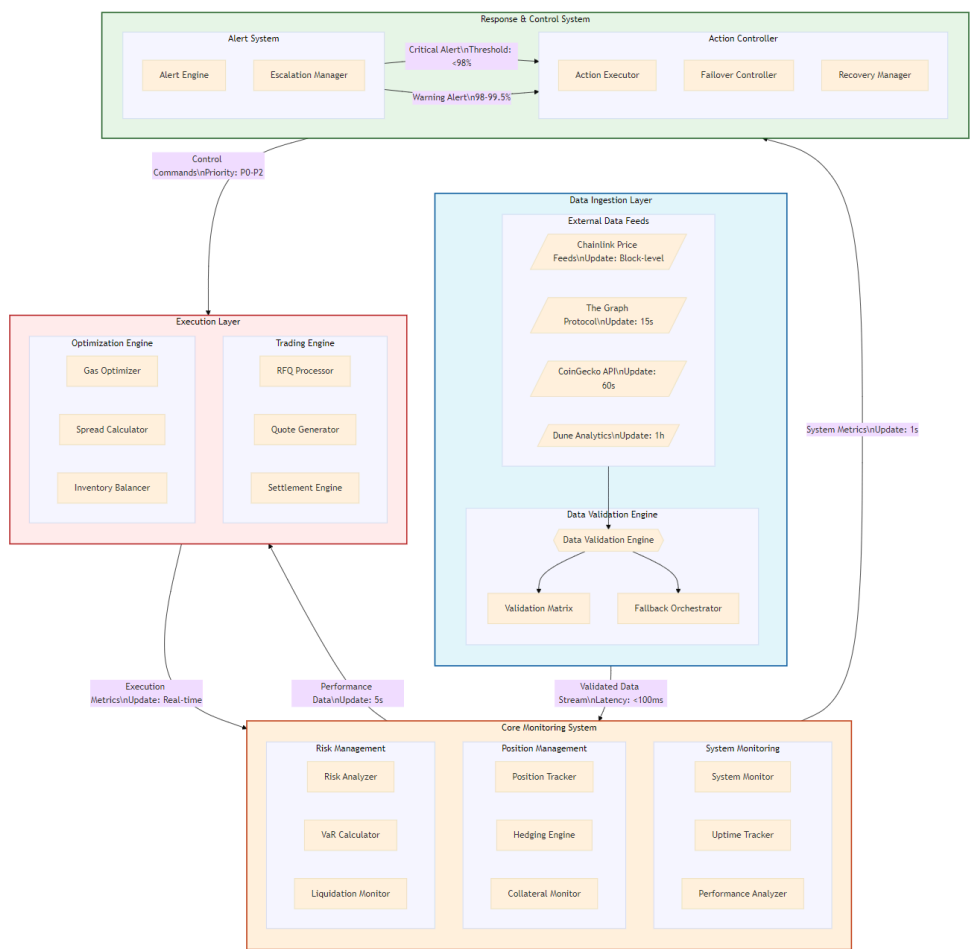 Response & Control System
Alert System
Action Controller
Critical Alert\nThreshold:
<98%
Alert Engine
Escalation Manager
Action Executor
Failover Controller
Recovery Manager
Warning Alert\n98-99.5%
Control
Commands\nPriority: P0-P2
Data Ingestion Layer
External Data Feeds
Chainlink Price
Feeds\nUpdate: Block-level
The Graph
Protocol\nUpdate: 15s
CoinGecko API\nUpdate:
60s
Dune Analytics\nUpdate: 1h
Data Validation Engine
Data Validation Engine
Validation Matrix
Fallback Orchestrator
Execution Layer
Optimization Engine
Trading Engine
Gas Optimizer
RFQ Processor
Spread Calculator
Quote Generator
Inventory Balancer
Settlement Engine
System Metrics\nUpdate: 1s
Execution
Metrics\nUpdate: Real-time
Performance
Data\nUpdate: 5s
Validated Data
Stream\nLatency: <100ms
Core Monitoring System
Risk Management
Position Management
System Monitoring
Risk Analyzer
Position Tracker
System Monitor
VaR Calculator
Hedging Engine
Uptime Tracker
Liquidation Monitor
Collateral Monitor
Performance Analyzer